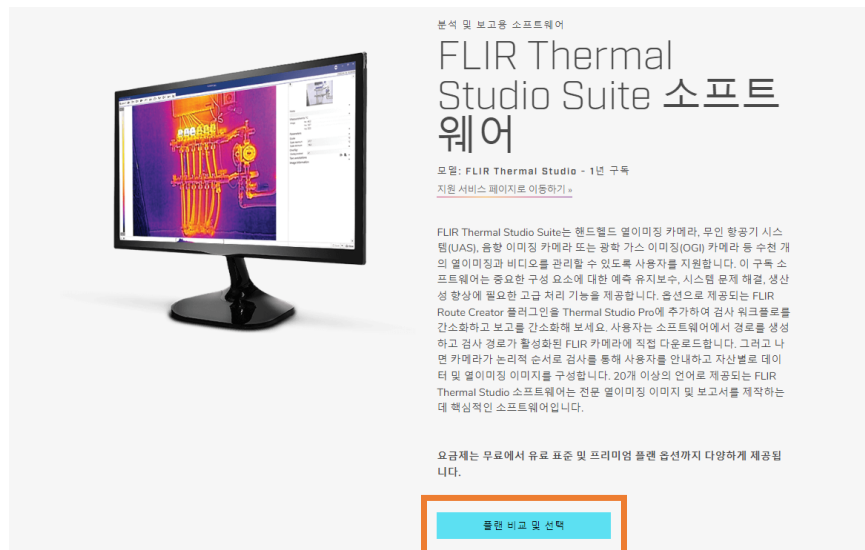 분석 및 보고용 소프트웨어
FLIR Thermal
Studio Suite 소프트
웨어
모델: FLIR Thermal Studio - 1년 구독
지원 서비스 페이지로 이동하기 »
FLIR Thermal Studio Suite는 핸드헬드 열이미징 카메라, 무인 항공기 시스
템(UAS), 음향 이미징 카메라 또는 광학 가스 이미징(OGI) 카메라 등 수천 개
의 열이미징과 비디오를 관리할 수 있도록 사용자를 지원합니다. 이 구독 소
프트웨어는 중요한 구성 요소에 대한 예측 유지보수, 시스템 문제 해결, 생산
성 향상에 필요한 고급 처리 기능을 제공합니다. 옵션으로 제공되는 FLIR
Route Creator 플러그인을 Thermal Studio Pro에 추가하여 검사 워크플로를
간소화하고 보고를 간소화해 보세요. 사용자는 소프트웨어에서 경로를 생성
하고 검사 경로가 활성화된 FLIR 카메라에 직접 다운로드합니다. 그러고 나
면 카메라가 논리적 순서로 검사를 통해 사용자를 안내하고 자산별로 데이
터 및 열이미징 이미지를 구성합니다. 20개 이상의 언어로 제공되는 FLIR
Thermal Studio 소프트웨어는 전문 열이미징 이미지 및 보고서를 제작하는
데 핵심적인 소프트웨어입니다.
요금제는 무료에서 유료 표준 및 프리미엄 플랜 옵션까지 다양하게 제공됩
니다.
플랜 비교 및 선택